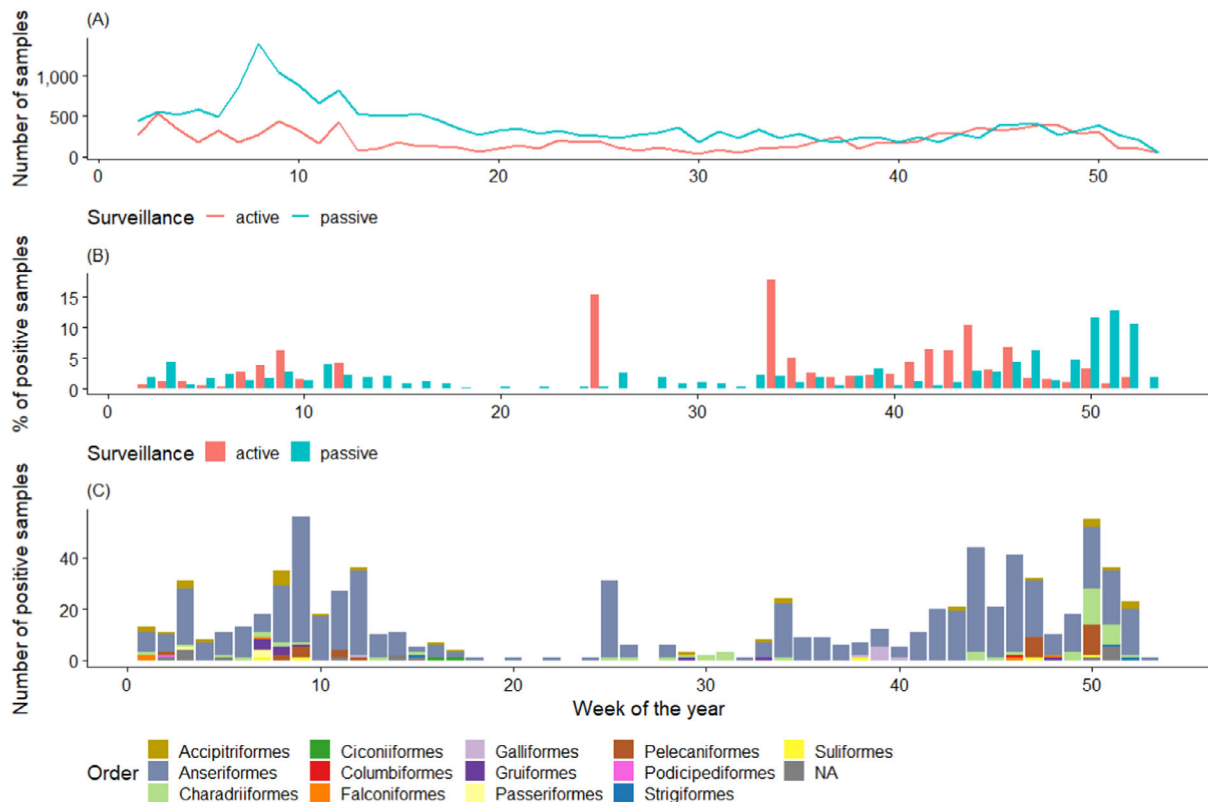 (A)
Number of samples
1,000
500
0
0 10 20 30 40 50
Surveillance active passive
(B)
% of positive samples
15
10
5
0
0 10 20 30 40 50
Surveillance active passive
(C)
Number of positive samples
40
20
0
0 10 20 30 40 50
Week of the year
Order
Accipitriformes Ciconiiformes Galliformes Pelecaniformes Suliformes
Anseriformes Columbiformes Gruiformes Podicipediformes NA
Charadriiformes Falconiformes Passeriformes Strigiformes